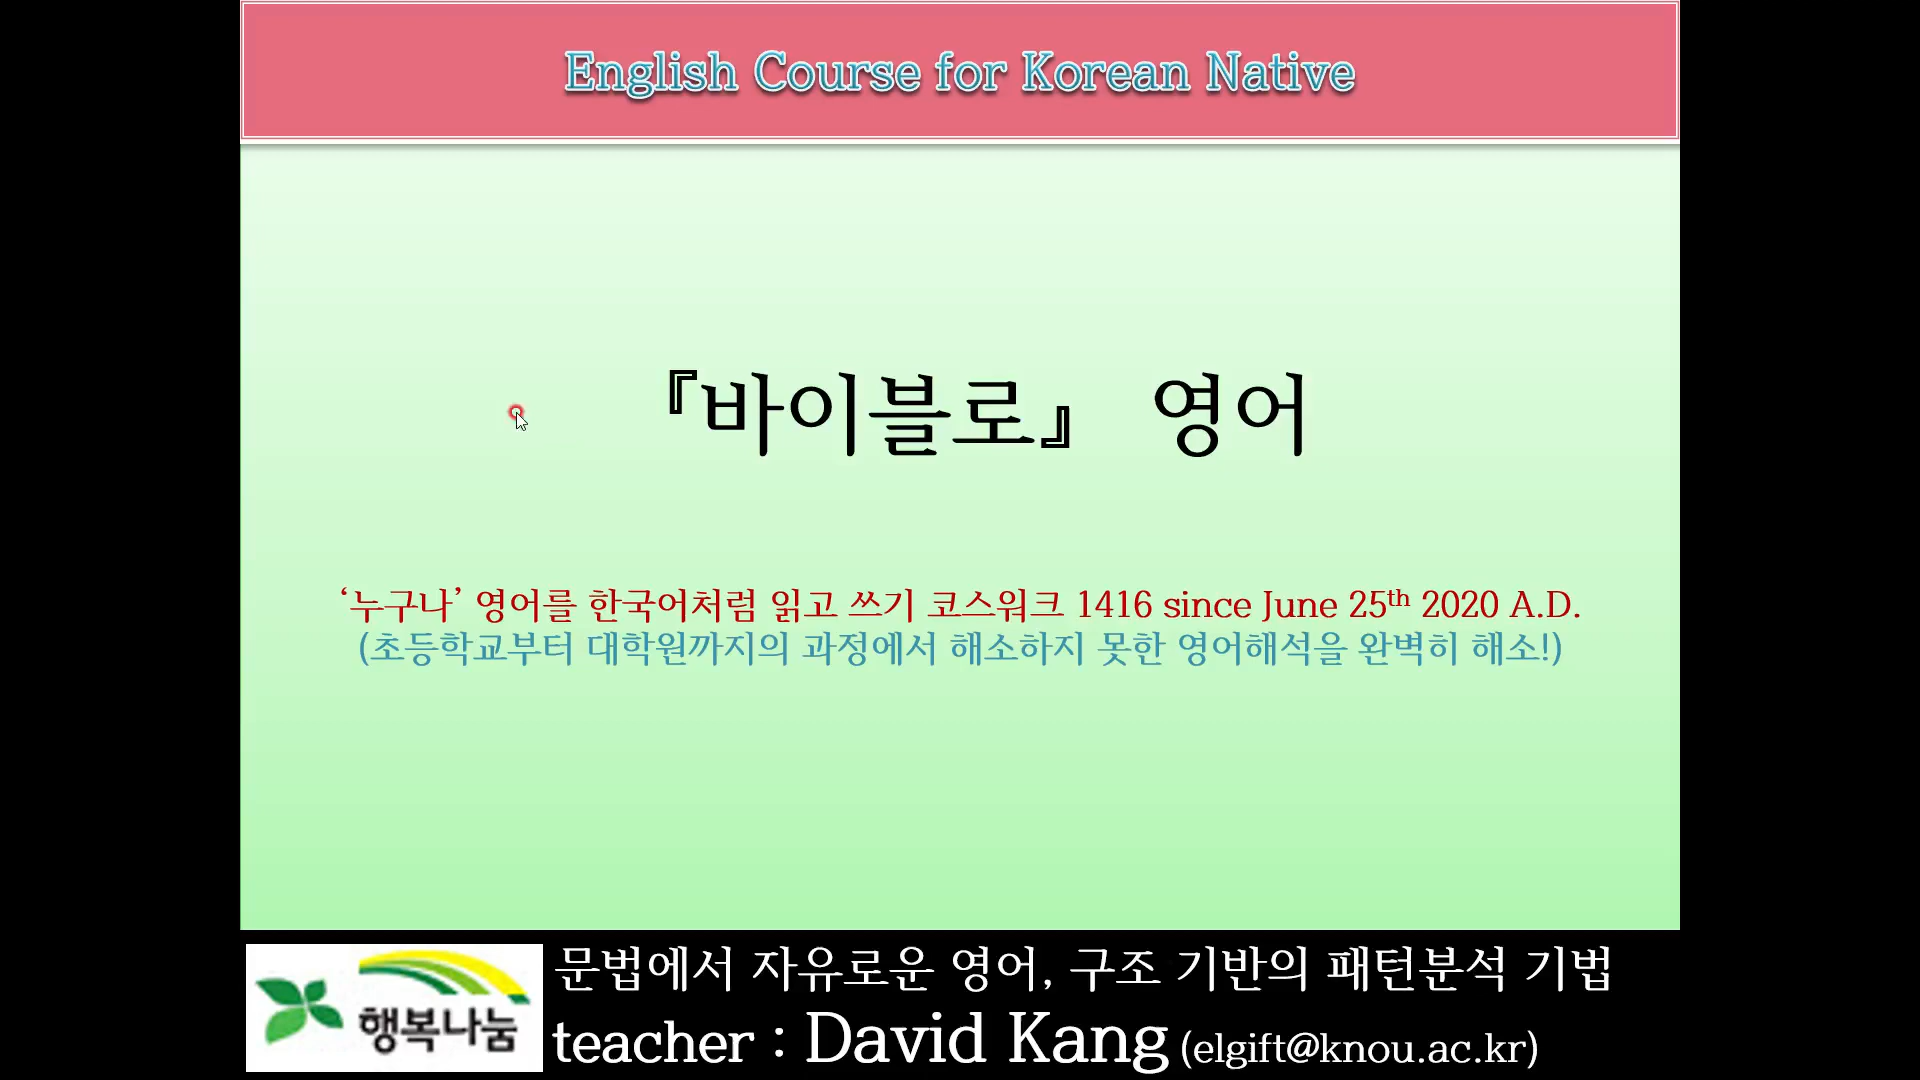 English Course for Korean Native
『바이블로』 영어
‘누구나’ 영어를 한국어처럼 읽고 쓰기 코스워크 1416 since June 25th 2020 A.D.
(초등학교부터 대학원까지의 과정에서 해소하지 못한 영어해석을 완벽히 해소!)
행복나눔
문법에서 자유로운 영어, 구조 기반의 패턴분석 기법
teacher : David Kang (elgift@knou.ac.kr)